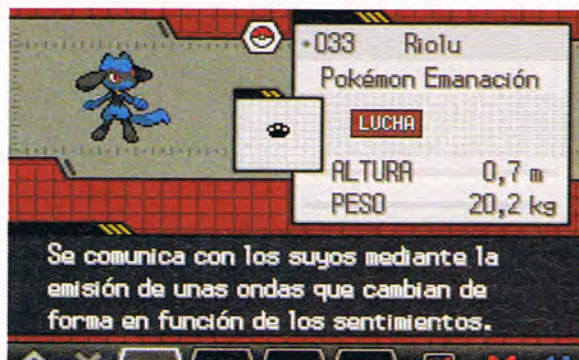 033 Riolu
Pokémon Emanación
LUCHA
ALTURA 0,7 m
PESO 20,2 kg
Se comunica con los suyos mediante la
emisión de unas ondas que cambian de
forma en función de los sentimientos.